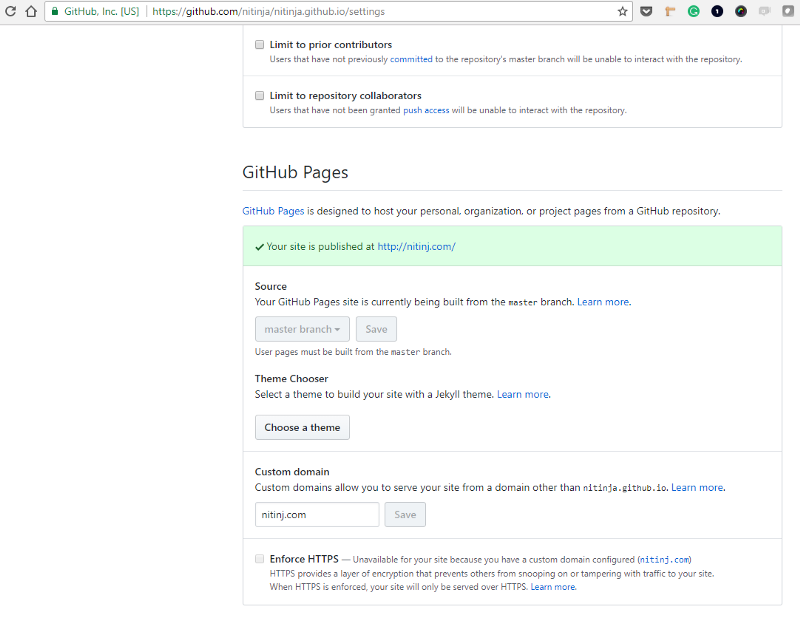 GitHub, Inc. [US] https://github.com/nitinja/nitinja.github.io/settings
1
Limit to prior contributors
Users that have not previously committed to the repository's master branch will be unable to interact with the repository.
Limit to repository collaborators
Users that have not been granted push access will be unable to interact with the repository.
GitHub Pages
GitHub Pages is designed to host your personal, organization, or project pages from a GitHub repository.
Your site is published at http://nitinj.com/
Source
Your GitHub Pages site is currently being built from the master branch. Learn more.
master branch Save
User pages must be built from the master branch.
Theme Chooser
Select a theme to build your site with a Jekyll theme. Learn more.
Choose a theme
Custom domain
Custom domains allow you to serve your site from a domain other than nitinja.github.io. Learn more.
nitinj.com Save
Enforce HTTPS — Unavailable for your site because you have a custom domain configured (nitinj.com)
HTTPS provides a layer of encryption that prevents others from snooping on or tampering with traffic to your site.
When HTTPS is enforced, your site will only be served over HTTPS. Learn more.